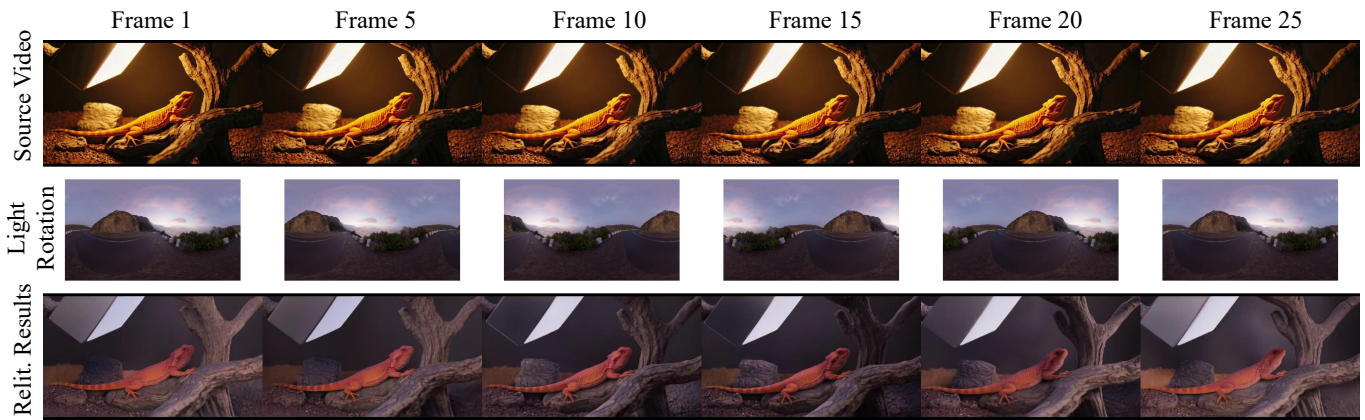 Frame 1
Frame 5
Frame 10
Frame 15
Frame 20
Frame 25
Source Video
Light
Rotation
Relit. Results